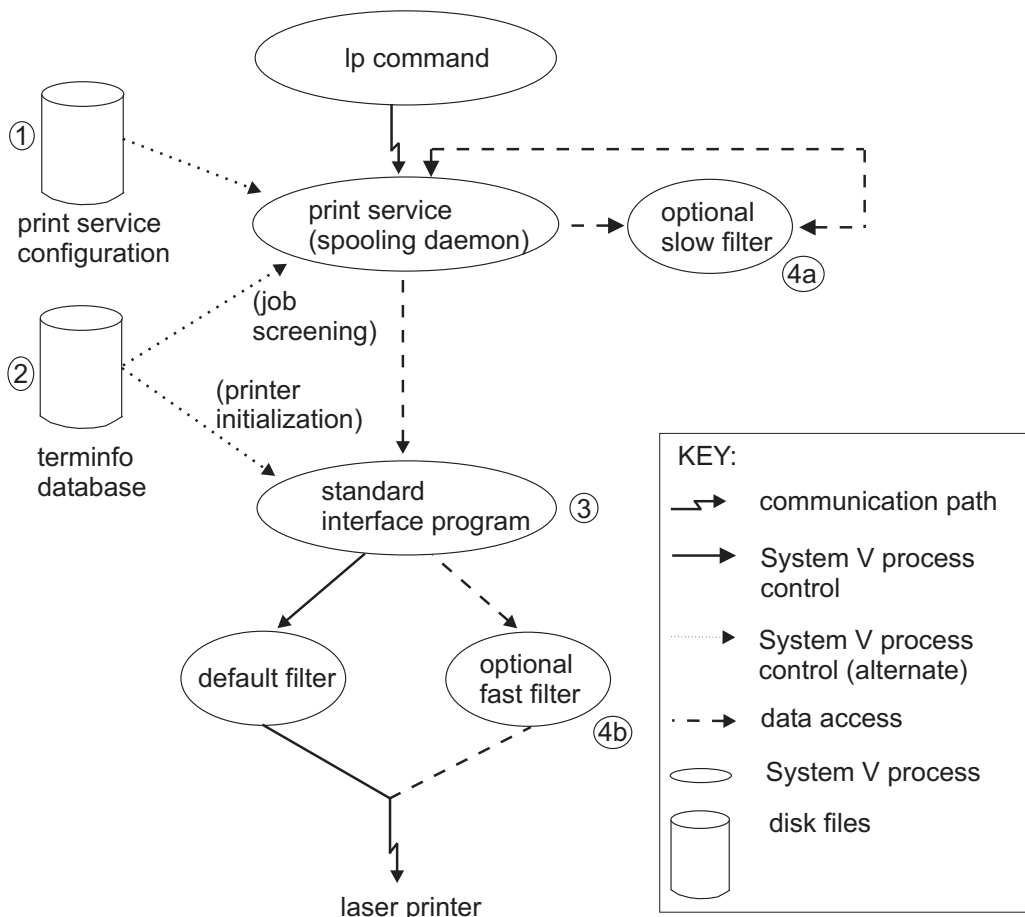 lp command
1
print service
configuration
print service
(spooling daemon)
optional
slow filter
4a
2
terminfo
database
(job
screening)
(printer
initialization)
standard
interface program
3
default filter
optional
fast filter
4b
laser printer
KEY:
communication path
System V process
control
System V process
control (alternate)
data access
System V process
disk files